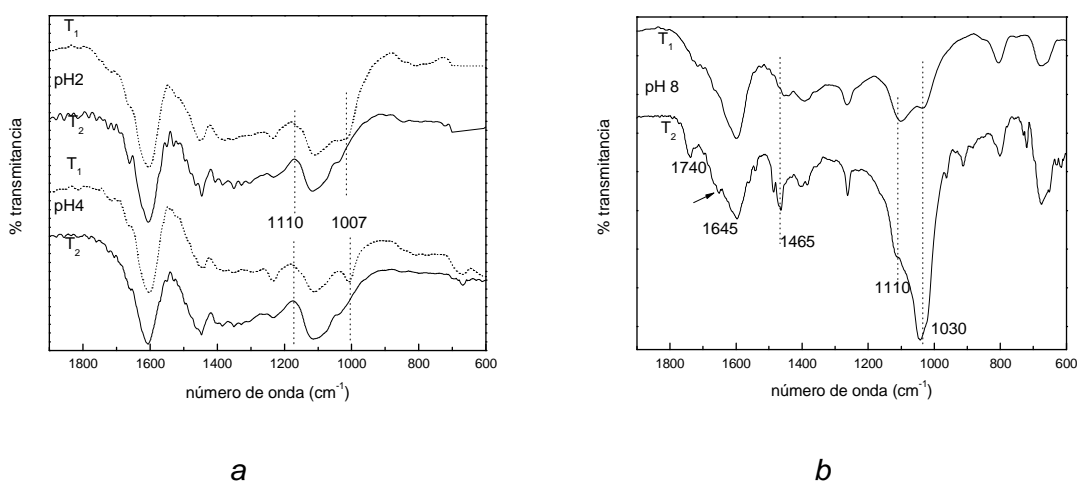 T₁
pH2
T₂
T₁
pH4
T₂
1110 1007
% transmitancia
1800 1600 1400 1200 1000 800 600
número de onda (cm⁻¹)
a
T₁
pH 8
T₂
1740
1645
1465
1110
1030
% transmitancia
1800 1600 1400 1200 1000 800 600
número de onda (cm⁻¹)
b